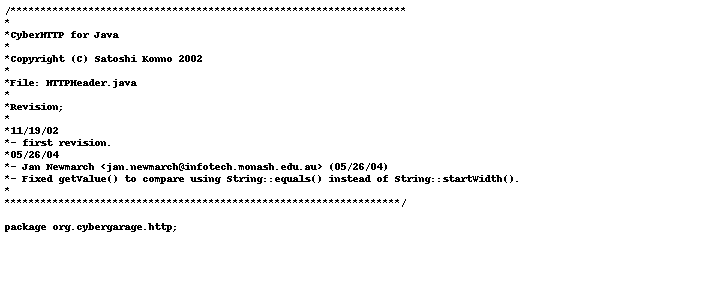 /******************************************************************
*
*CyberHTTP for Java
*
*Copyright (C) Satoshi Konno 2002
*
*File: HTTPHeader.java
*
*Revision;
*
*11/19/02
*- first revision.
*05/26/04
*- Jan Newmarch <jan.newmarch@infotech.monash.edu.au> (05/26/04)
*- Fixed getValue() to compare using String::equals() instead of String::startWidth().
*
******************************************************************/
package org.cybergarage.http;